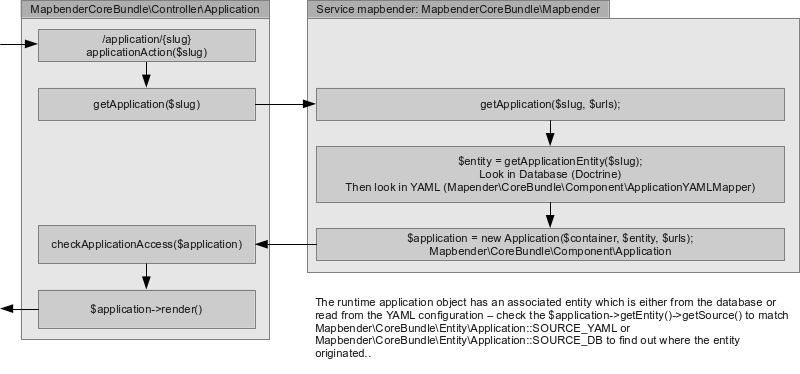 MapbenderCoreBundle\Controller\Application
/application/{slug}
applicationAction($slug)
getApplication($slug)
checkApplicationAccess($application)
$application->render()
Service mapbender: MapbenderCoreBundle\Mapbender
getApplication($slug, $urls);
$entity = getApplicationEntity($slug);
Look in Database (Doctrine)
Then look in YAML (Mapender\CoreBundle\Component\ApplicationYAMLMapper)
$application = new Application($container, $entity, $urls);
Mapbender\CoreBundle\Component\Application
The runtime application object has an associated entity which is either from the database or
read from the YAML configuration – check the $application->getEntity()->getSource() to match
Mapbender\CoreBundle\Entity\Application::SOURCE_YAML or
Mapbender\CoreBundle\Entity\Application::SOURCE_DB to find out where the entity
originated..